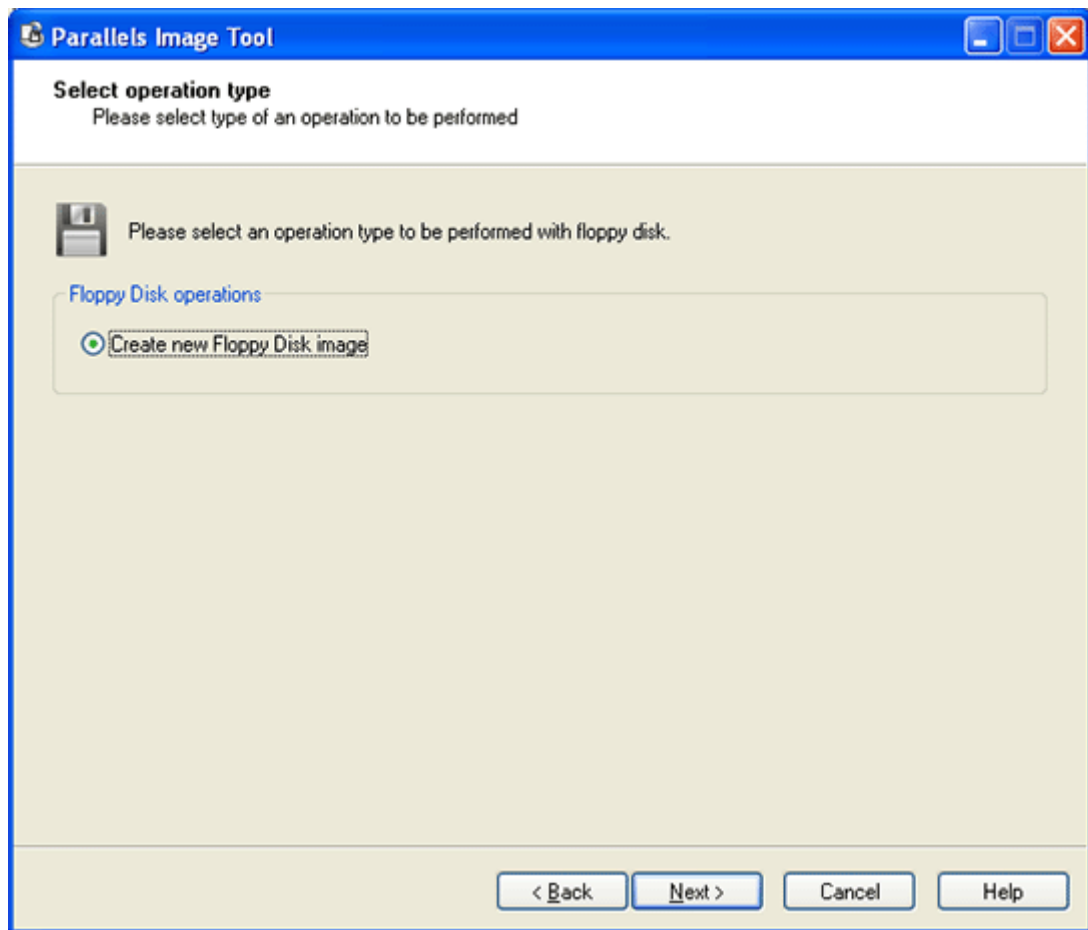 Parallels Image Tool
Select operation type
Please select type of an operation to be performed
Please select an operation type to be performed with floppy disk.
Floppy Disk operations
Create new Floppy Disk image
< Back Next > Cancel Help